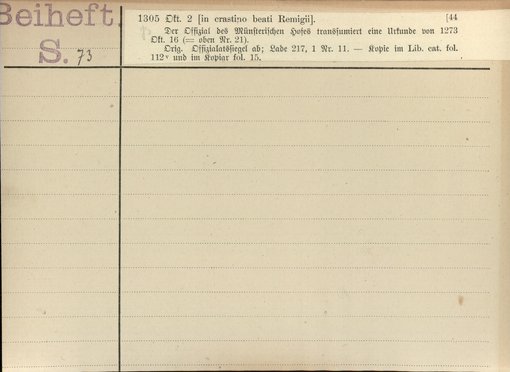 Beiheft.
S. 73
1305 Okt. 2 [in crastino beati Remigii]. [44
Der Offizial des Münsterischen Hofes transsumiert eine Urkunde von 1273
Okt. 16 (= oben Nr. 21).
Orig. Offizialatssiegel ab; Lade 217, 1 Nr. 11. — Kopie im Lib. cat. fol.
112ᵛ und im Kopiar fol. 15.